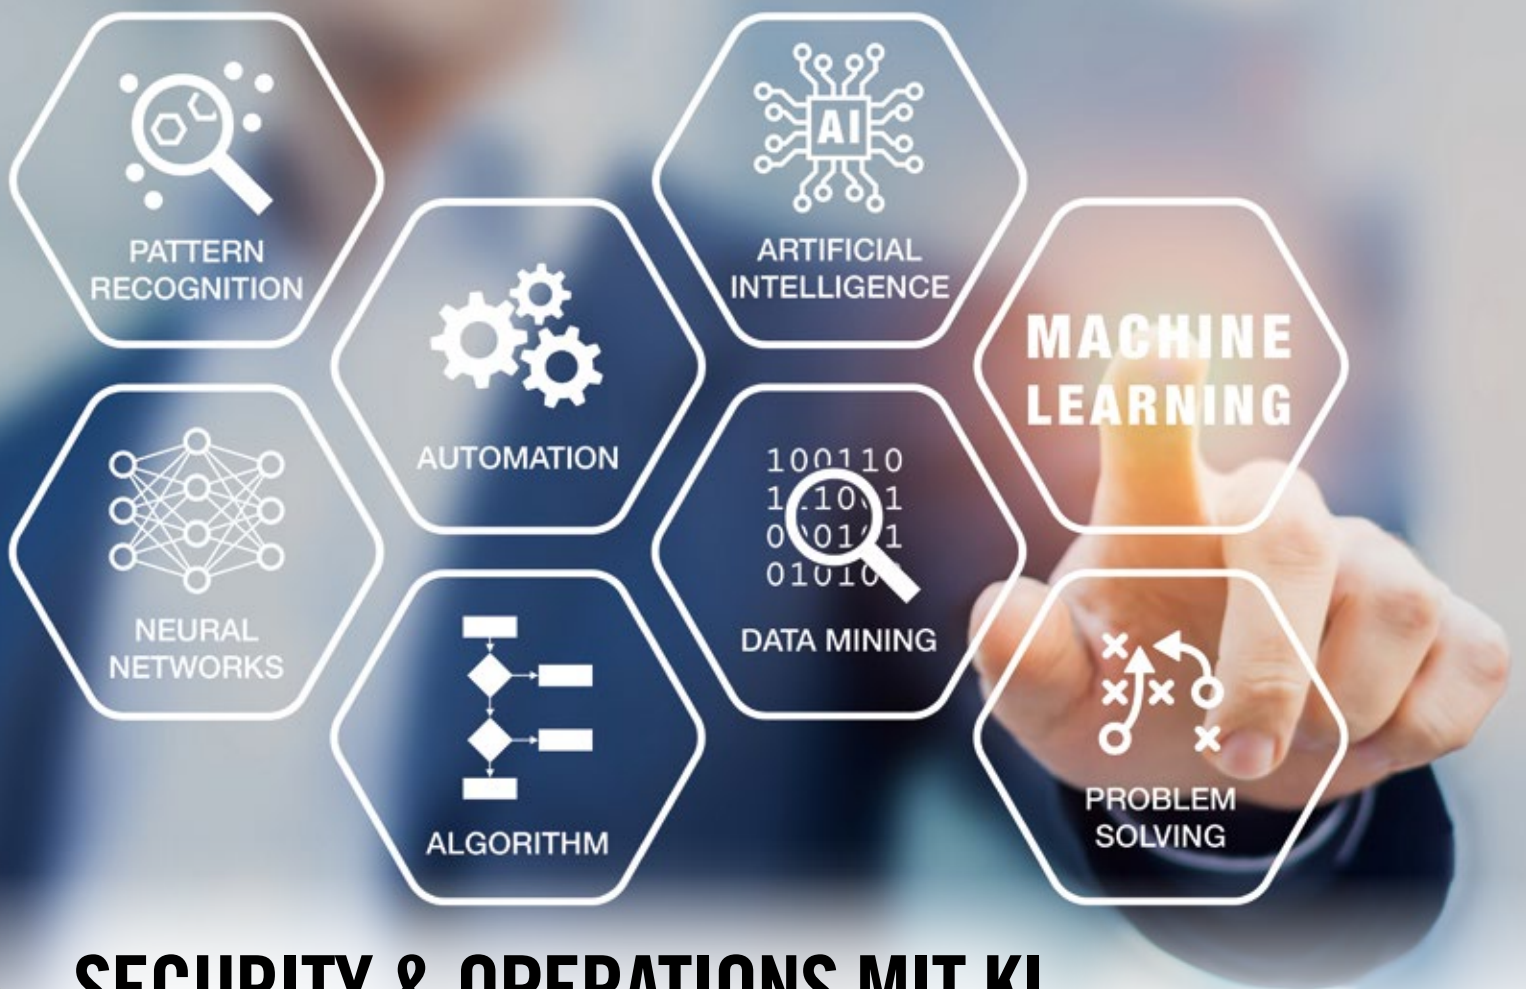 PATTERN
RECOGNITION
AI
ARTIFICIAL
INTELLIGENCE
AUTOMATION
MACHINE
LEARNING
NEURAL
NETWORKS
100110
010100
DATA MINING
ALGORITHM
PROBLEM
SOLVING
SECURITY & OPERATIONS MIT KI